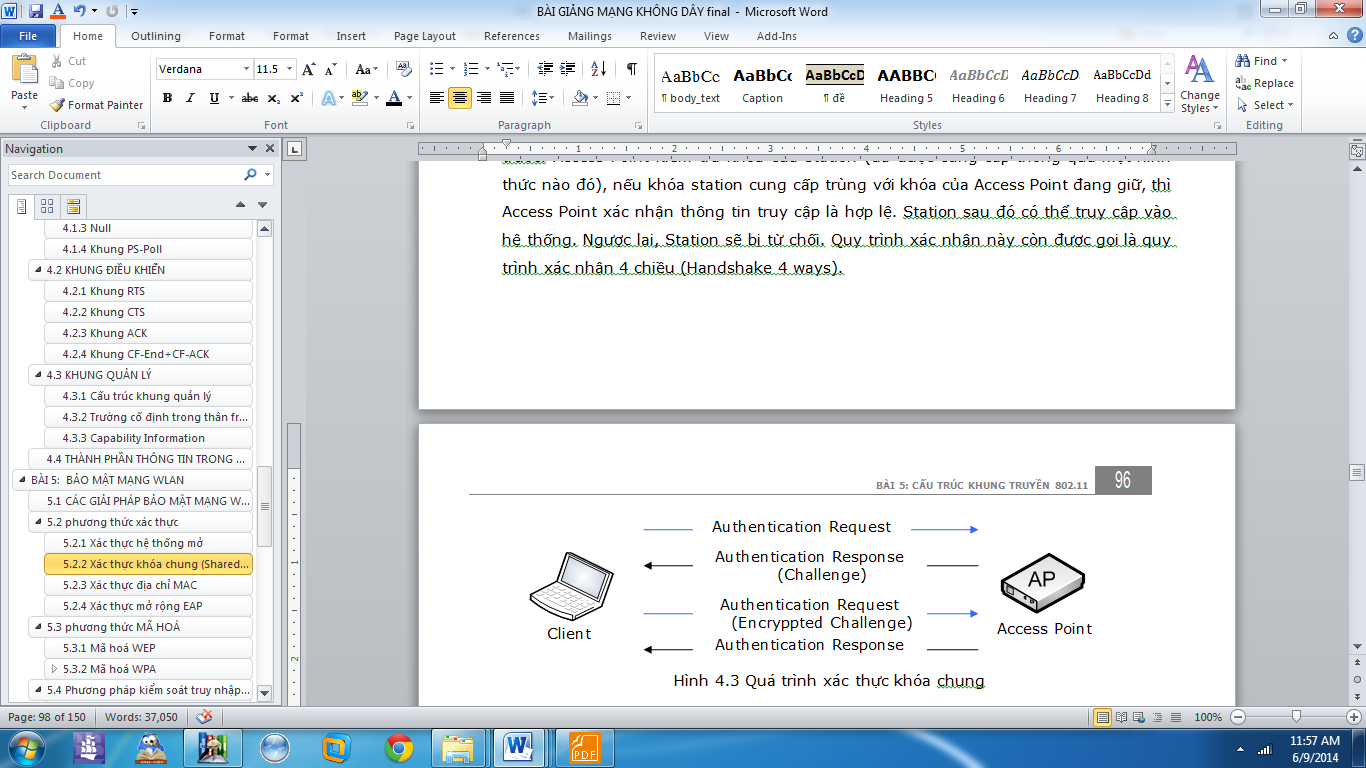 BÀI GIẢNG MẠNG KHÔNG DÂY final - Microsoft Word
File Home Outlining Format Format Insert Page Layout References Mailings Review View Add-Ins
Paste
Cut
Copy
Format Painter
Clipboard
Verdana 11.5
B I U abc x₂ x²
Font
Paragraph
AaBbCc AaBbCc AaBbCcD AABBC AaBbCcD AaBbCcD AaBbCcDd
¶ body_text Caption ¶ đề Heading 5 Heading 6 Heading 7 Heading 8
Styles
Change
Styles
Find
Replace
Select
Editing
Navigation
Search Document
4.1.3 Null
4.1.4 Khung PS-Poll
4.2 KHUNG ĐIỀU KHIỂN
4.2.1 Khung RTS
4.2.2 Khung CTS
4.2.3 Khung ACK
4.2.4 Khung CF-End+CF-ACK
4.3 KHUNG QUẢN LÝ
4.3.1 Cấu trúc khung quản lý
4.3.2 Trường cố định trong thân fr...
4.3.3 Capability Information
4.4 THÀNH PHẦN THÔNG TIN TRONG ...
BÀI 5: BẢO MẬT MẠNG WLAN
5.1 CÁC GIẢI PHÁP BẢO MẬT MẠNG W...
5.2 phương thức xác thực
5.2.1 Xác thực hệ thống mở
5.2.2 Xác thực khóa chung (Shared...
5.2.3 Xác thực địa chỉ MAC
5.2.4 Xác thực mở rộng EAP
5.3 phương thức MÃ HOÁ
5.3.1 Mã hoá WEP
5.3.2 Mã hoá WPA
5.4 Phương pháp kiểm soát truy nhập...
1 2 3 4 5 6 7
thức nào đó), nếu khóa station cung cấp trùng với khóa của Access Point đang giữ, thì
Access Point xác nhận thông tin truy cập là hợp lệ. Station sau đó có thể truy cập vào
hệ thống. Ngược lại, Station sẽ bị từ chối. Quy trình xác nhận này còn được gọi là quy
trình xác nhận 4 chiều (Handshake 4 ways).
BÀI 5: CẤU TRÚC KHUNG TRUYỀN 802.11 96
Authentication Request
Authentication Response
(Challenge)
Authentication Request
(Encryppted Challenge)
Authentication Response
Client
AP
Access Point
Hình 4.3 Quá trình xác thực khóa chung
Page: 98 of 150 Words: 37,050
100%
PDF
11:57 AM
6/9/2014